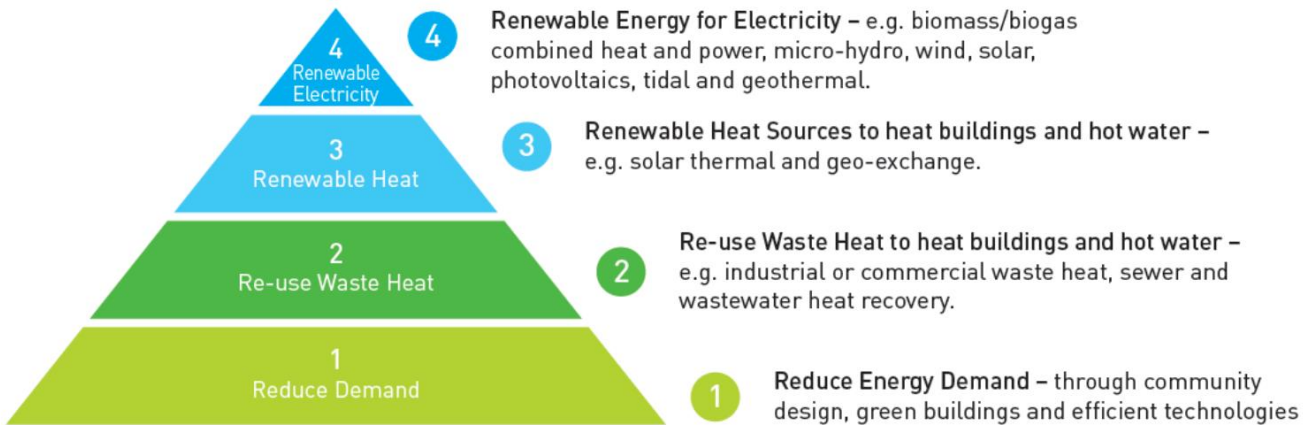 4
Renewable
Electricity
4
Renewable Energy for Electricity – e.g. biomass/biogas
combined heat and power, micro-hydro, wind, solar,
photovoltaics, tidal and geothermal.
3
Renewable Heat
3
Renewable Heat Sources to heat buildings and hot water –
e.g. solar thermal and geo-exchange.
2
Re-use Waste Heat
2
Re-use Waste Heat to heat buildings and hot water –
e.g. industrial or commercial waste heat, sewer and
wastewater heat recovery.
1
Reduce Demand
1
Reduce Energy Demand – through community
design, green buildings and efficient technologies